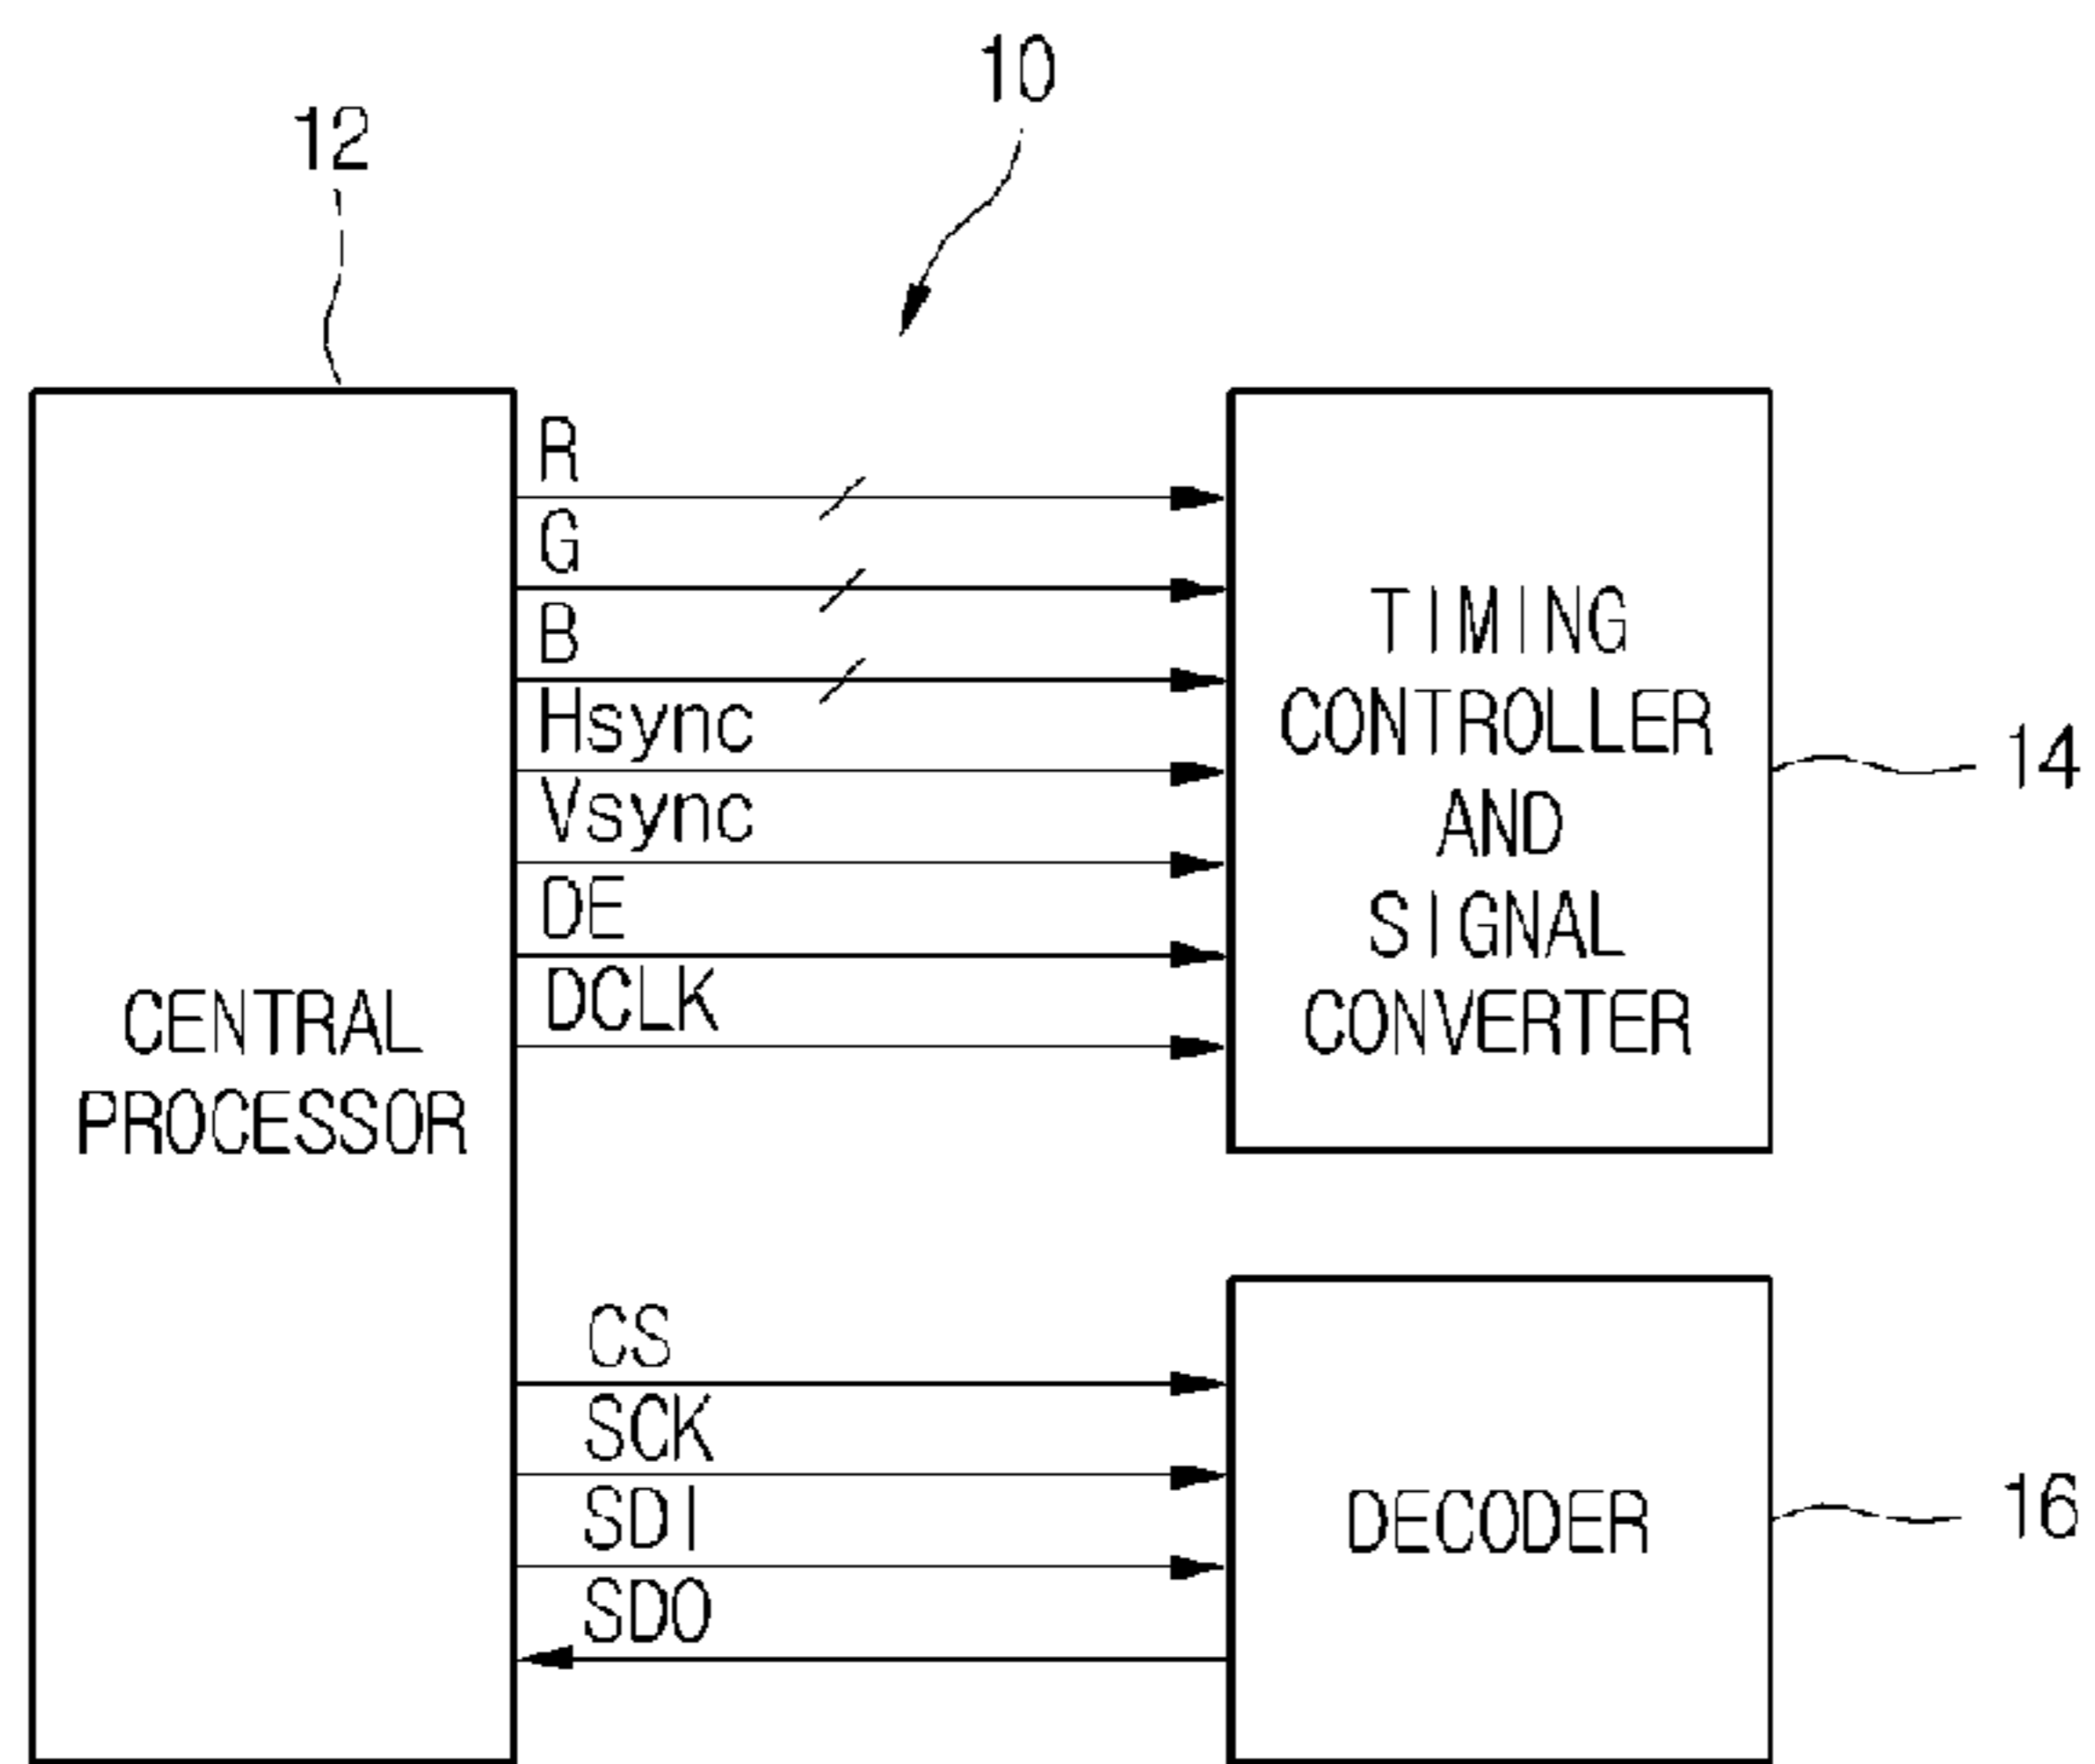 10
12
R
G
B
Hsync
Vsync
DE
DCLK
TIMING
CONTROLLER
AND
SIGNAL
CONVERTER
14
CENTRAL
PROCESSOR
CS
SCK
SDI
SDO
DECODER
16